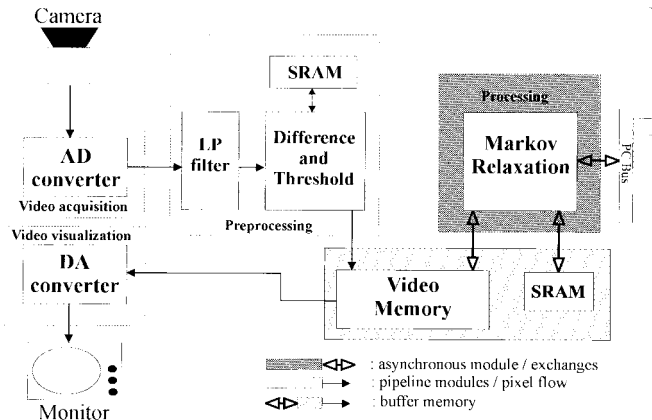 Camera
SRAM
Processing
LP
filter
Difference
and
Threshold
Markov
Relaxation
PC Bus
AD
converter
Video acquisition
Preprocessing
Video visualization
DA
converter
Video
Memory
SRAM
: asynchronous module / exchanges
: pipeline modules / pixel flow
: buffer memory
Monitor